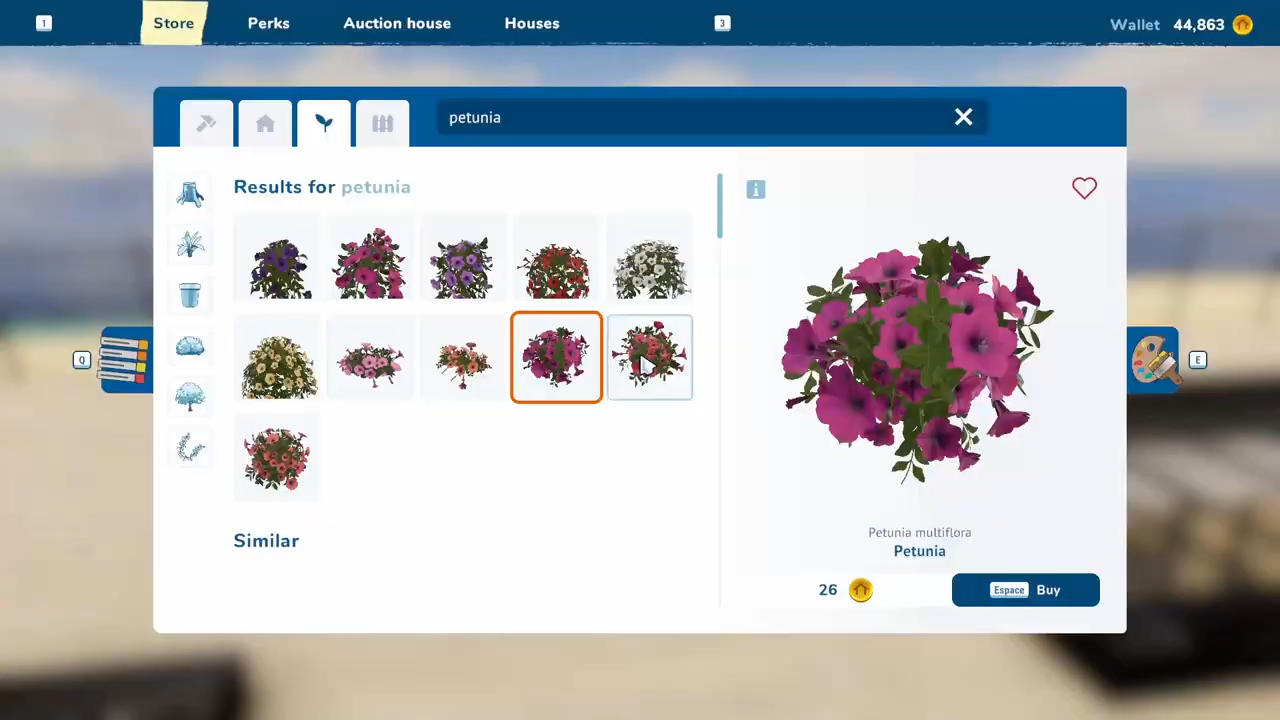 1
Store
Perks
Auction house
Houses
3
Wallet 44,863
petunia
Results for petunia
i
Q
E
Petunia multiflora
Petunia
26
Espace Buy
Similar